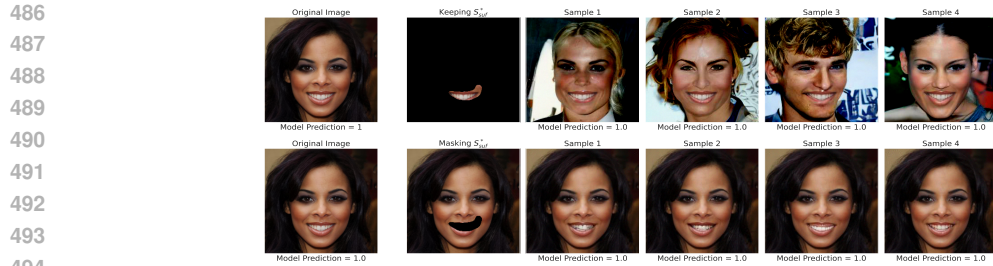 486
487
488
489
490
491
492
493
494
Original Image Keeping S*suf Sample 1 Sample 2 Sample 3 Sample 4
Model Prediction = 1 Model Prediction = 1.0 Model Prediction = 1.0 Model Prediction = 1.0 Model Prediction = 1.0
Original Image Masking S*suf Sample 1 Sample 2 Sample 3 Sample 4
Model Prediction = 1.0 Model Prediction = 1.0 Model Prediction = 1.0 Model Prediction = 1.0 Model Prediction = 1.0